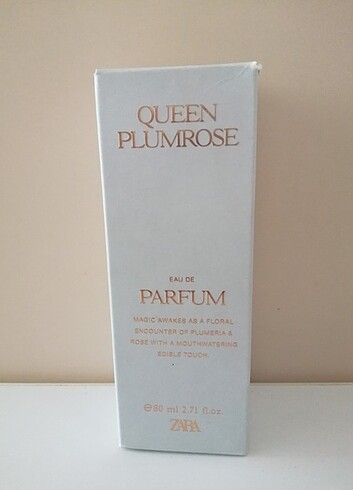 QUEEN
PLUMROSE
EAU DE
PARFUM
MAGIC AWAKES AS A FLORAL
ENCOUNTER OF PLUMERIA &
ROSE WITH A MOUTHWATERING
EDIBLE TOUCH.
℮80 ml 2.71 fl.oz.
ZARA